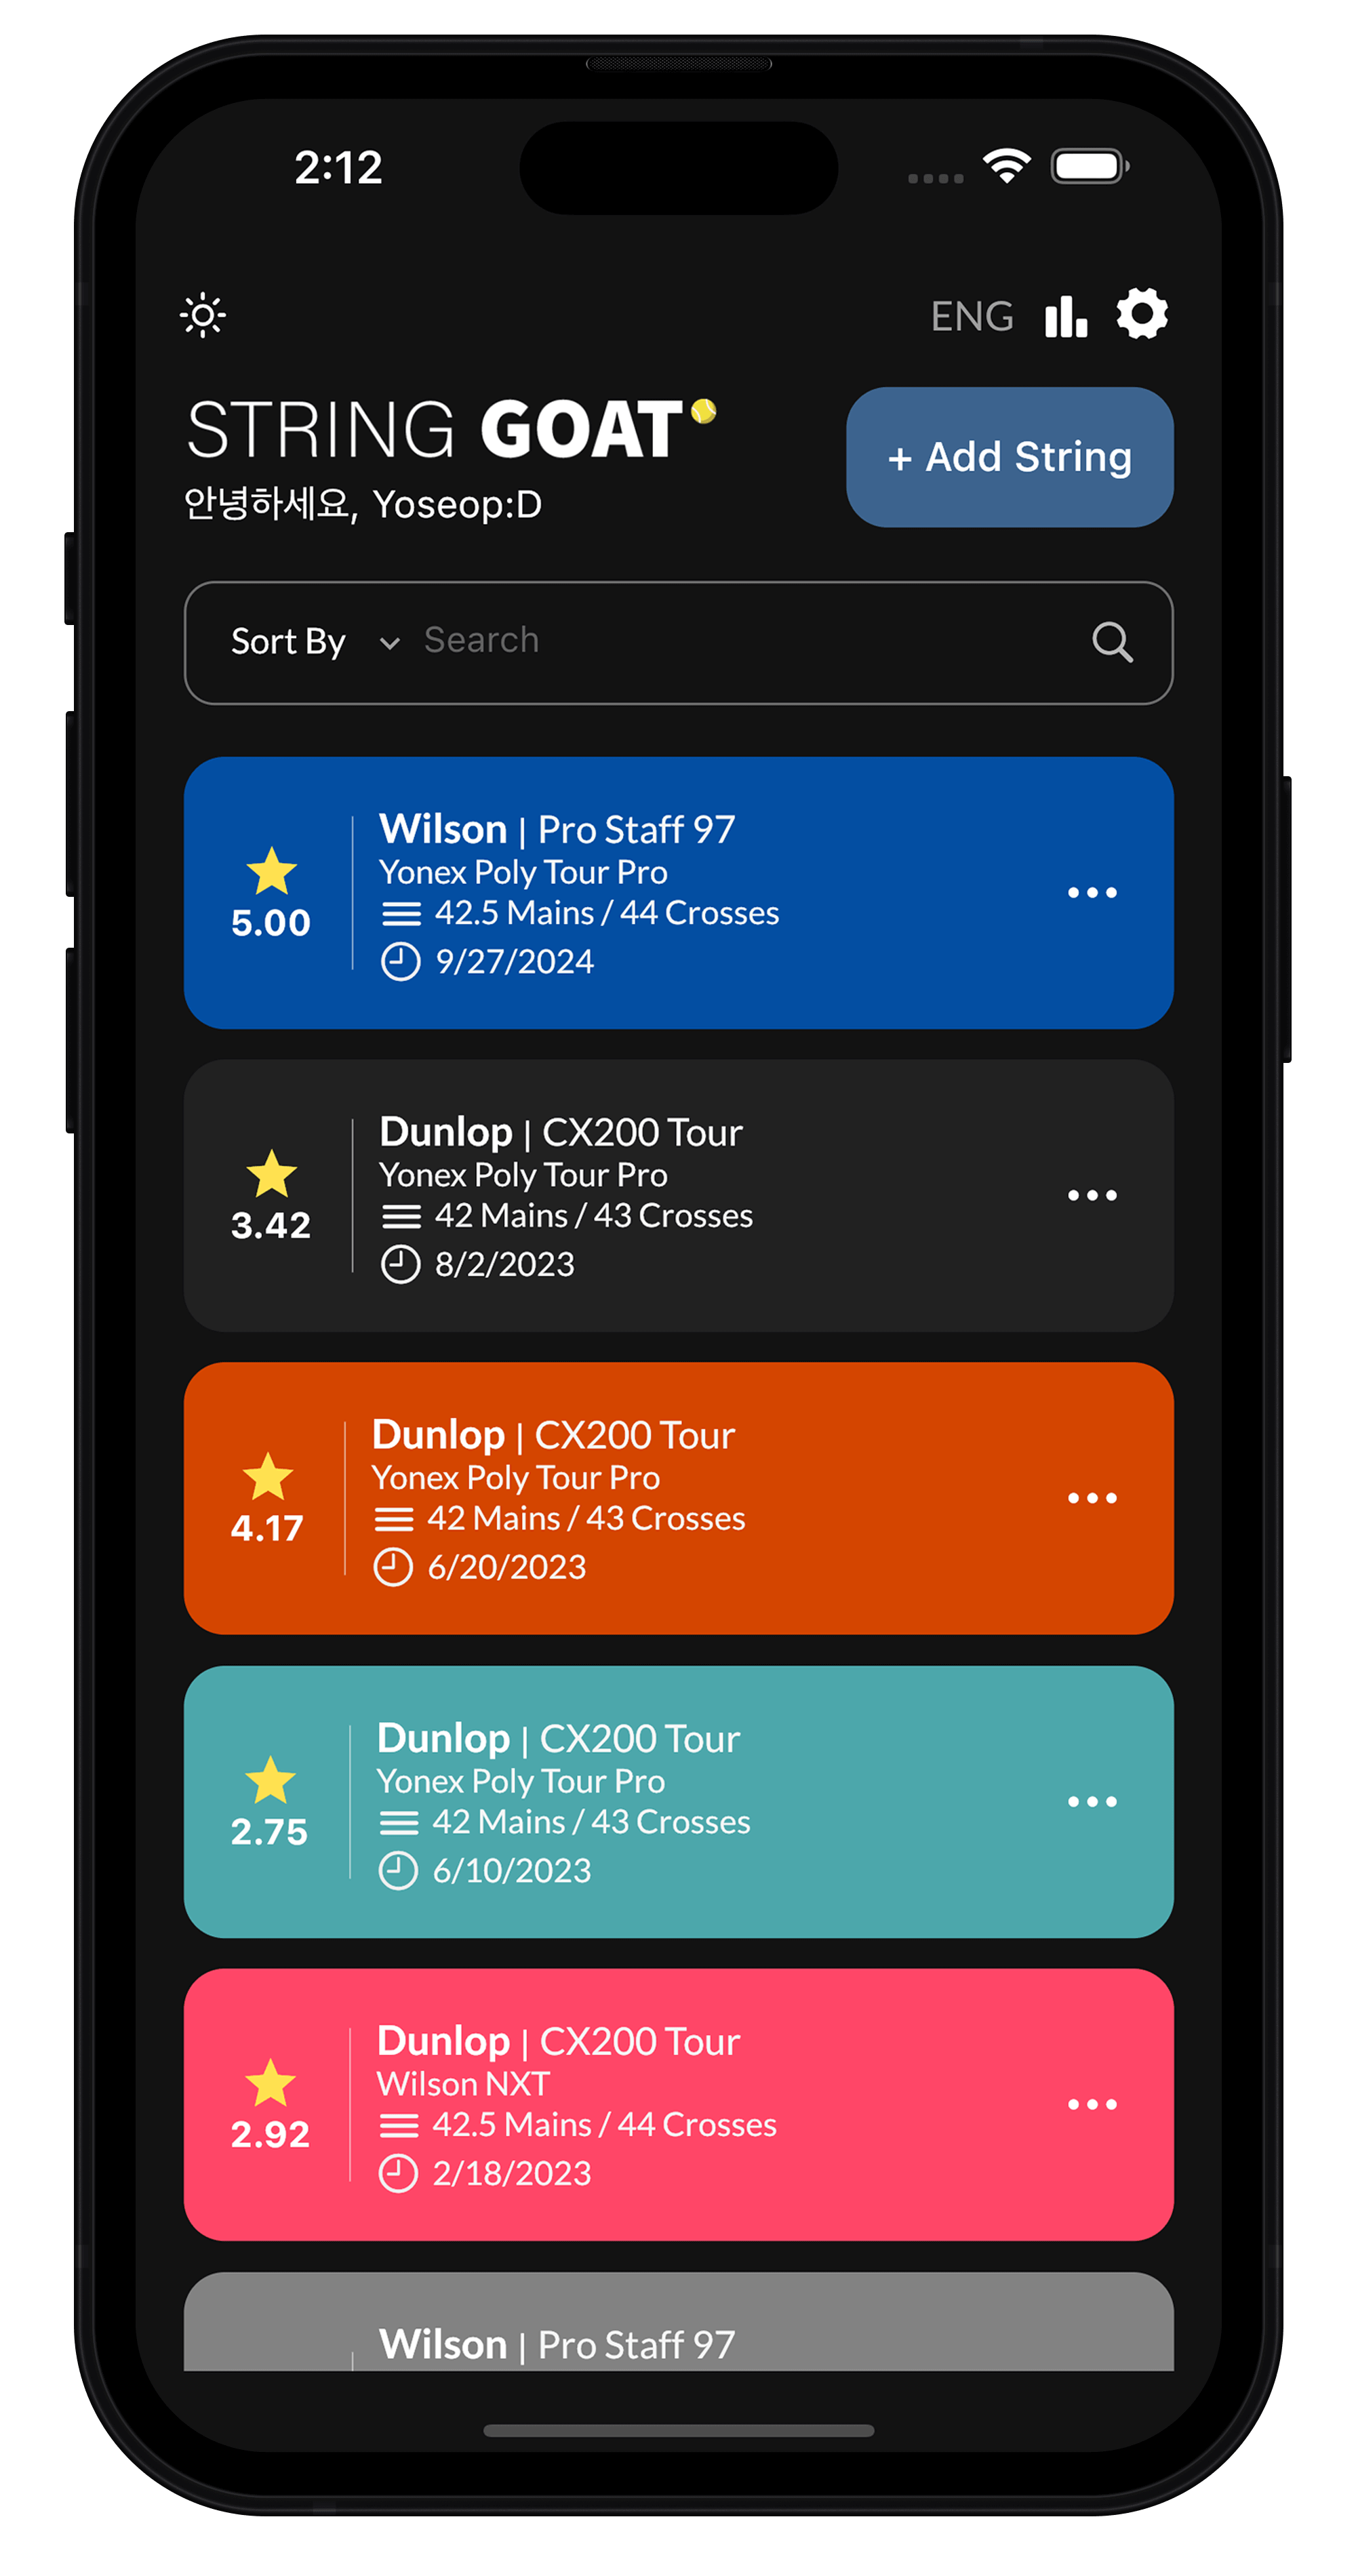 2:12
ENG
STRING GOAT
안녕하세요, Yoseop:D
+ Add String
Sort By Search
Wilson | Pro Staff 97
Yonex Poly Tour Pro
5.00
42.5 Mains / 44 Crosses
9/27/2024
Dunlop | CX200 Tour
Yonex Poly Tour Pro
3.42
42 Mains / 43 Crosses
8/2/2023
Dunlop | CX200 Tour
Yonex Poly Tour Pro
4.17
42 Mains / 43 Crosses
6/20/2023
Dunlop | CX200 Tour
Yonex Poly Tour Pro
2.75
42 Mains / 43 Crosses
6/10/2023
Dunlop | CX200 Tour
Wilson NXT
2.92
42.5 Mains / 44 Crosses
2/18/2023
Wilson | Pro Staff 97